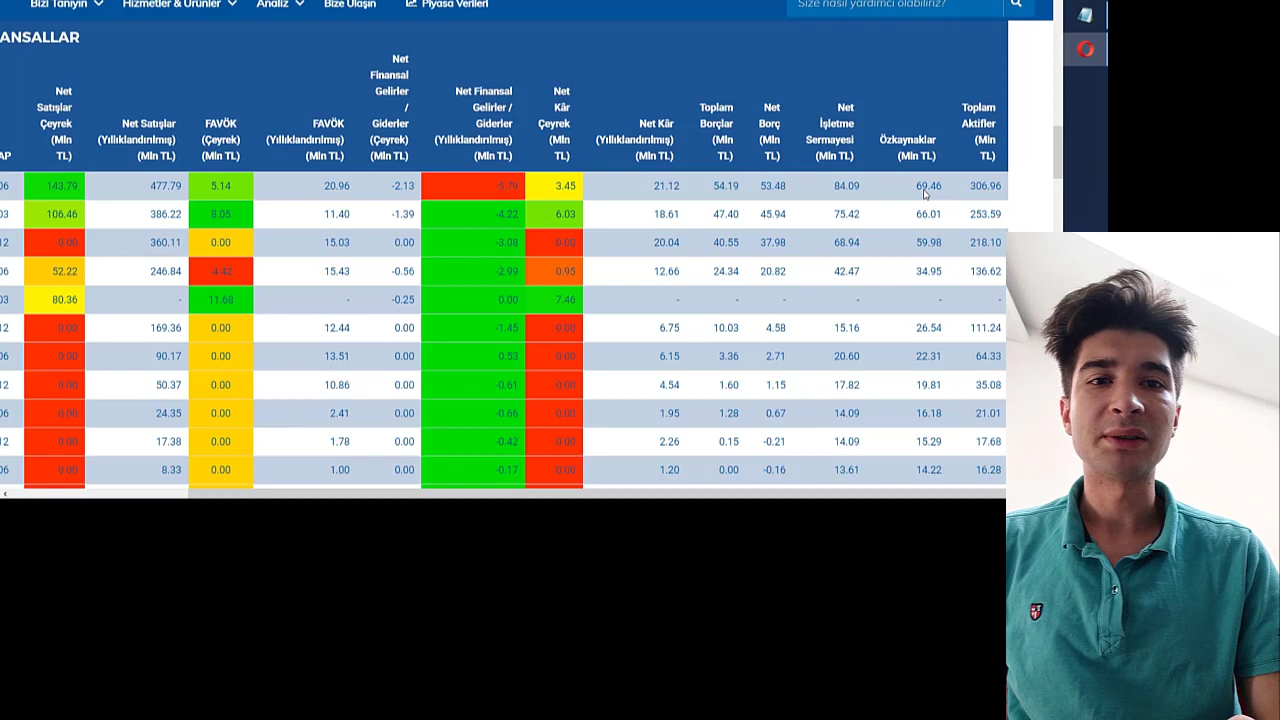 Bizi Tanıyın Hizmetler & Ürünler Analiz Bize Ulaşın Piyasa Verileri Size nasıl yardımcı olabiliriz?
ANSALLAR
AP
Net Satışlar Çeyrek (Mln TL)
Net Satışlar (Yıllıklandırılmış) (Mln TL)
FAVÖK (Çeyrek) (Mln TL)
FAVÖK (Yıllıklandırılmış) (Mln TL)
Net Finansal Gelirler / Giderler (Çeyrek) (Mln TL)
Net Finansal Gelirler / Giderler (Yıllıklandırılmış) (Mln TL)
Net Kâr Çeyrek (Mln TL)
Net Kâr (Yıllıklandırılmış) (Mln TL)
Toplam Borçlar (Mln TL)
Net Borç (Mln TL)
Net İşletme Sermayesi (Mln TL)
Özkaynaklar (Mln TL)
Toplam Aktifler (Mln TL)
06 143.79 477.79 5.14 20.96 -2.13 -5.79 3.45 21.12 54.19 53.48 84.09 69.46 306.96
03 106.46 386.22 8.05 11.40 -1.39 -4.22 6.03 18.61 47.40 45.94 75.42 66.01 253.59
12 0.00 360.11 0.00 15.03 0.00 -3.08 0.00 20.04 40.55 37.98 68.94 59.98 218.10
06 52.22 246.84 4.42 15.43 -0.56 -2.99 0.95 12.66 24.34 20.82 42.47 34.95 136.62
03 80.36 - 11.68 - -0.25 0.00 7.46 - - - - - -
12 0.00 169.36 0.00 12.44 0.00 -1.45 0.00 6.75 10.03 4.58 15.16 26.54 111.24
06 0.00 90.17 0.00 13.51 0.00 0.53 0.00 6.15 3.36 2.71 20.60 22.31 64.33
12 0.00 50.37 0.00 10.86 0.00 -0.61 0.00 4.54 1.60 1.15 17.82 19.81 35.08
06 0.00 24.35 0.00 2.41 0.00 -0.66 0.00 1.95 1.28 0.67 14.09 16.18 21.01
12 0.00 17.38 0.00 1.78 0.00 -0.42 0.00 2.26 0.15 -0.21 14.09 15.29 17.68
06 0.00 8.33 0.00 1.00 0.00 -0.17 0.00 1.20 0.00 -0.16 13.61 14.22 16.28